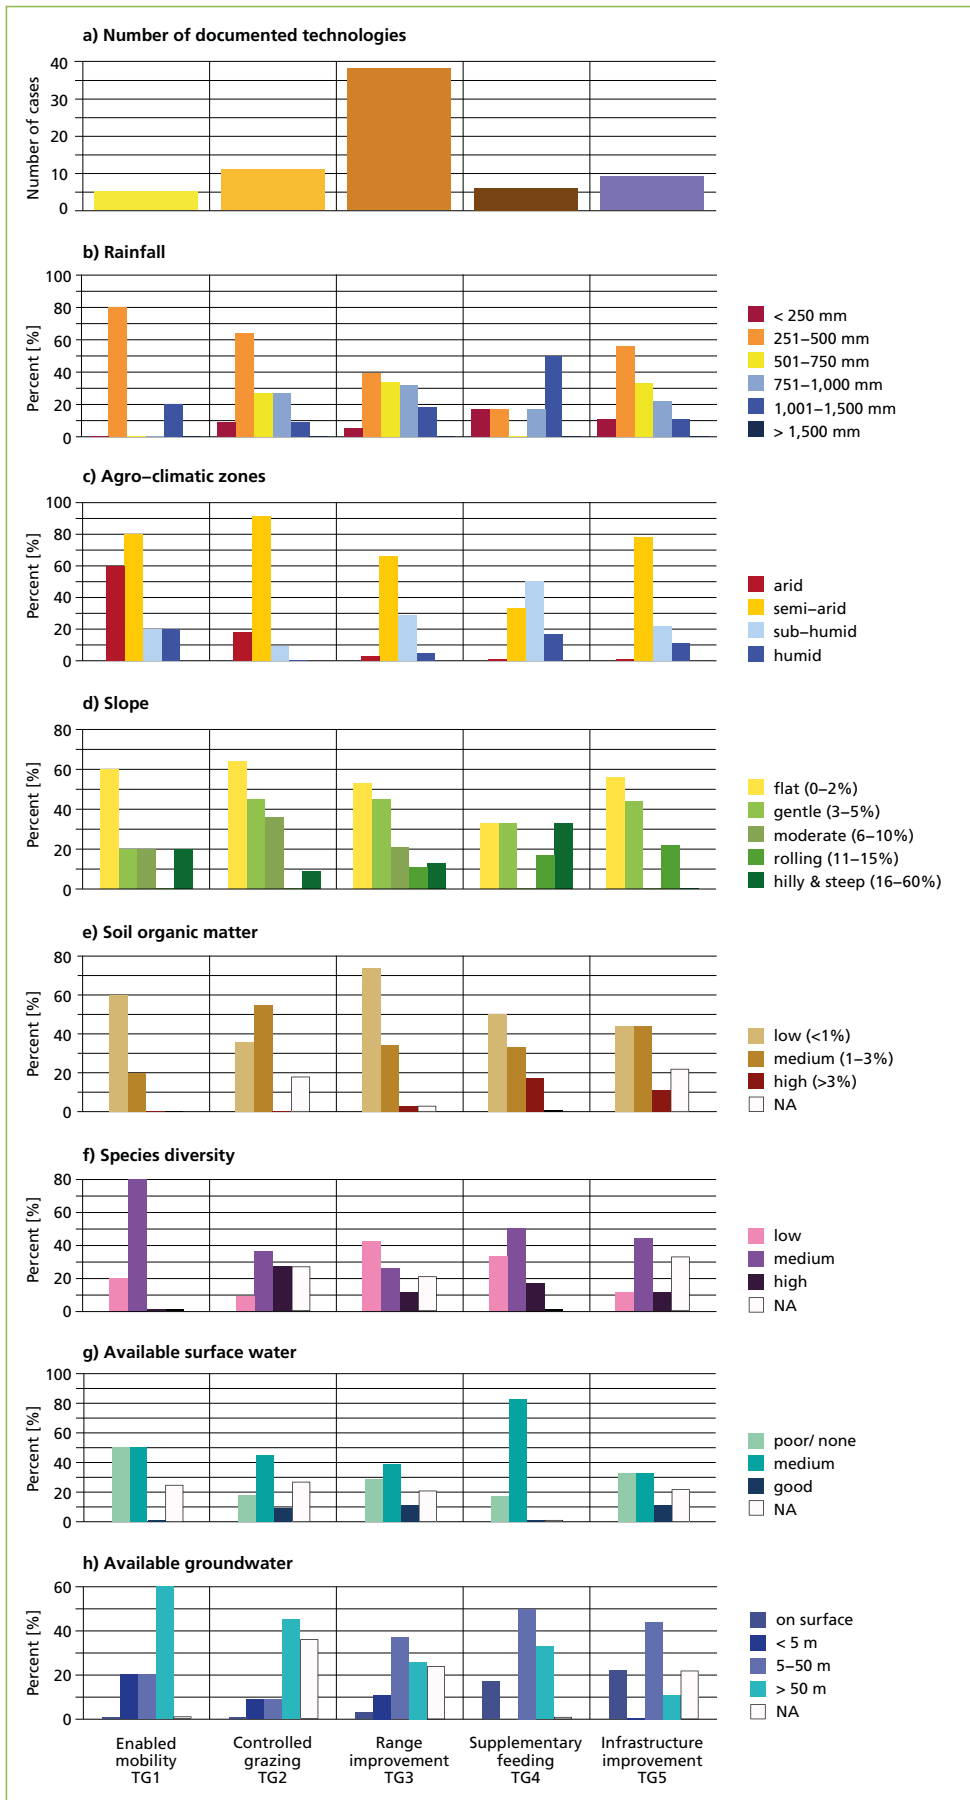 a) Number of documented technologies
Number of cases
40
30
20
10
0
b) Rainfall
Percent [%]
100
80
60
40
20
0
< 250 mm
251–500 mm
501–750 mm
751–1,000 mm
1,001–1,500 mm
> 1,500 mm
c) Agro–climatic zones
Percent [%]
100
80
60
40
20
0
arid
semi–arid
sub–humid
humid
d) Slope
Percent [%]
80
60
40
20
0
flat (0–2%)
gentle (3–5%)
moderate (6–10%)
rolling (11–15%)
hilly & steep (16–60%)
e) Soil organic matter
Percent [%]
80
60
40
20
0
low (<1%)
medium (1–3%)
high (>3%)
NA
f) Species diversity
Percent [%]
80
60
40
20
0
low
medium
high
NA
g) Available surface water
Percent [%]
100
80
60
40
20
0
poor/ none
medium
good
NA
h) Available groundwater
Percent [%]
60
40
20
0
on surface
< 5 m
5–50 m
> 50 m
NA
Enabled
mobility
TG1
Controlled
grazing
TG2
Range
improvement
TG3
Supplementary
feeding
TG4
Infrastructure
improvement
TG5